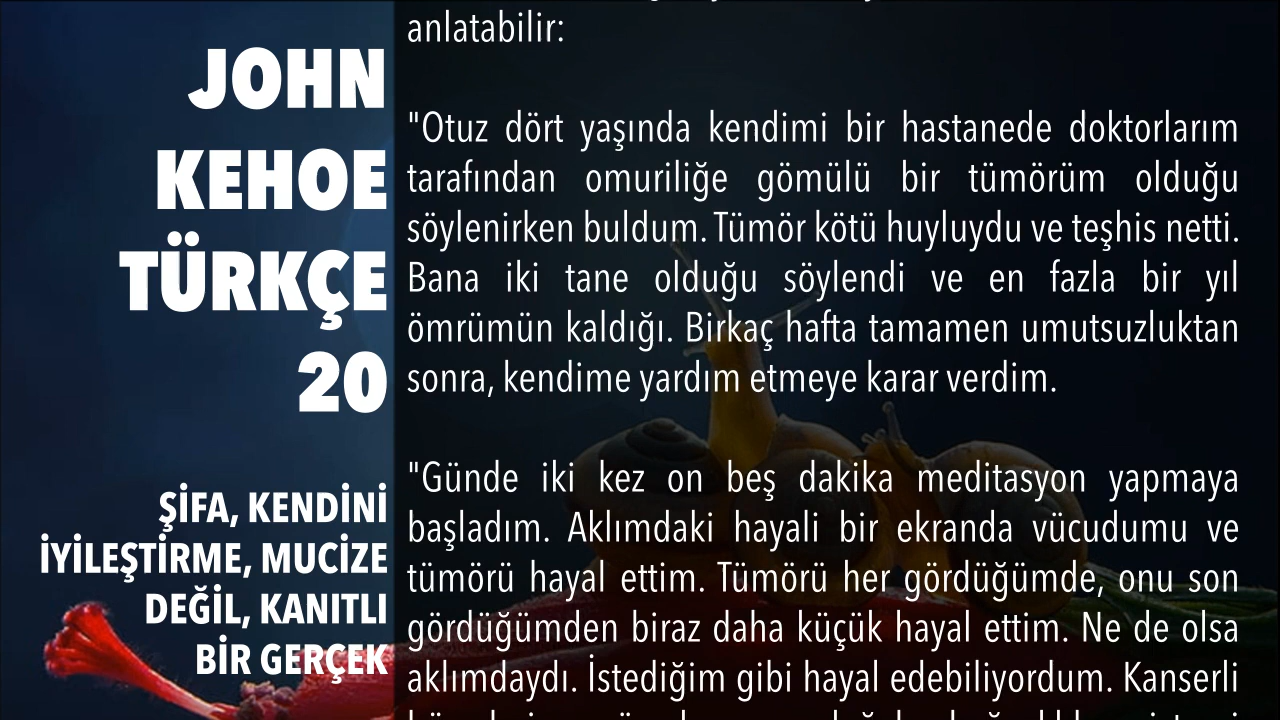 JOHN
KEHOE
TÜRKÇE
20
ŞİFA, KENDİNİ
İYİLEŞTİRME, MUCİZE
DEĞİL, KANITLI
BİR GERÇEK
anlatabilir:
"Otuz dört yaşında kendimi bir hastanede doktorlarım
tarafından omuriliğe gömülü bir tümörüm olduğu
söylenirken buldum. Tümör kötü huyluydu ve teşhis netti.
Bana iki tane olduğu söylendi ve en fazla bir yıl
ömrümün kaldığı. Birkaç hafta tamamen umutsuzluktan
sonra, kendime yardım etmeye karar verdim.
"Günde iki kez on beş dakika meditasyon yapmaya
başladım. Aklımdaki hayali bir ekranda vücudumu ve
tümörü hayal ettim. Tümörü her gördüğümde, onu son
gördüğümden biraz daha küçük hayal ettim. Ne de olsa
aklımdaydı. İstediğim gibi hayal edebiliyordum. Kanserli